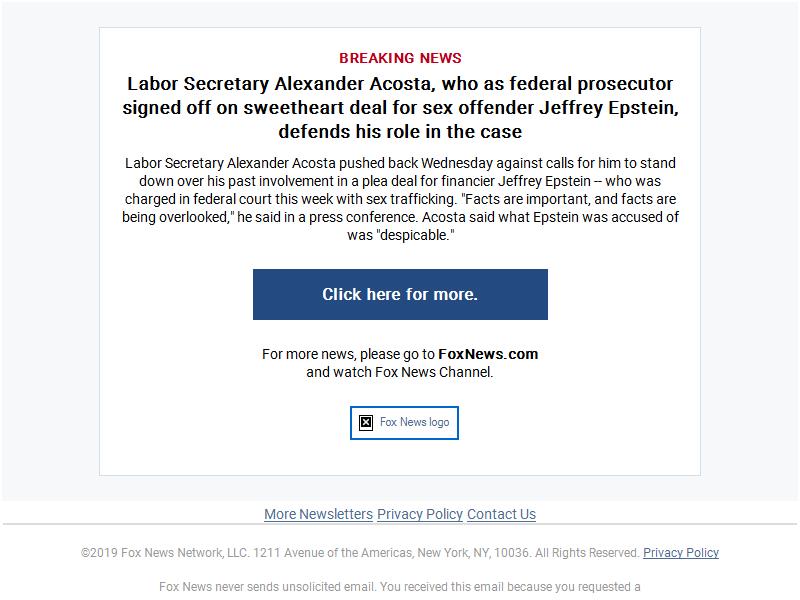 BREAKING NEWS
Labor Secretary Alexander Acosta, who as federal prosecutor
signed off on sweetheart deal for sex offender Jeffrey Epstein,
defends his role in the case
Labor Secretary Alexander Acosta pushed back Wednesday against calls for him to stand
down over his past involvement in a plea deal for financier Jeffrey Epstein -- who was
charged in federal court this week with sex trafficking. "Facts are important, and facts are
being overlooked," he said in a press conference. Acosta said what Epstein was accused of
was "despicable."
Click here for more.
For more news, please go to FoxNews.com
and watch Fox News Channel.
Fox News logo
More Newsletters Privacy Policy Contact Us
©2019 Fox News Network, LLC. 1211 Avenue of the Americas, New York, NY, 10036. All Rights Reserved. Privacy Policy
Fox News never sends unsolicited email. You received this email because you requested a